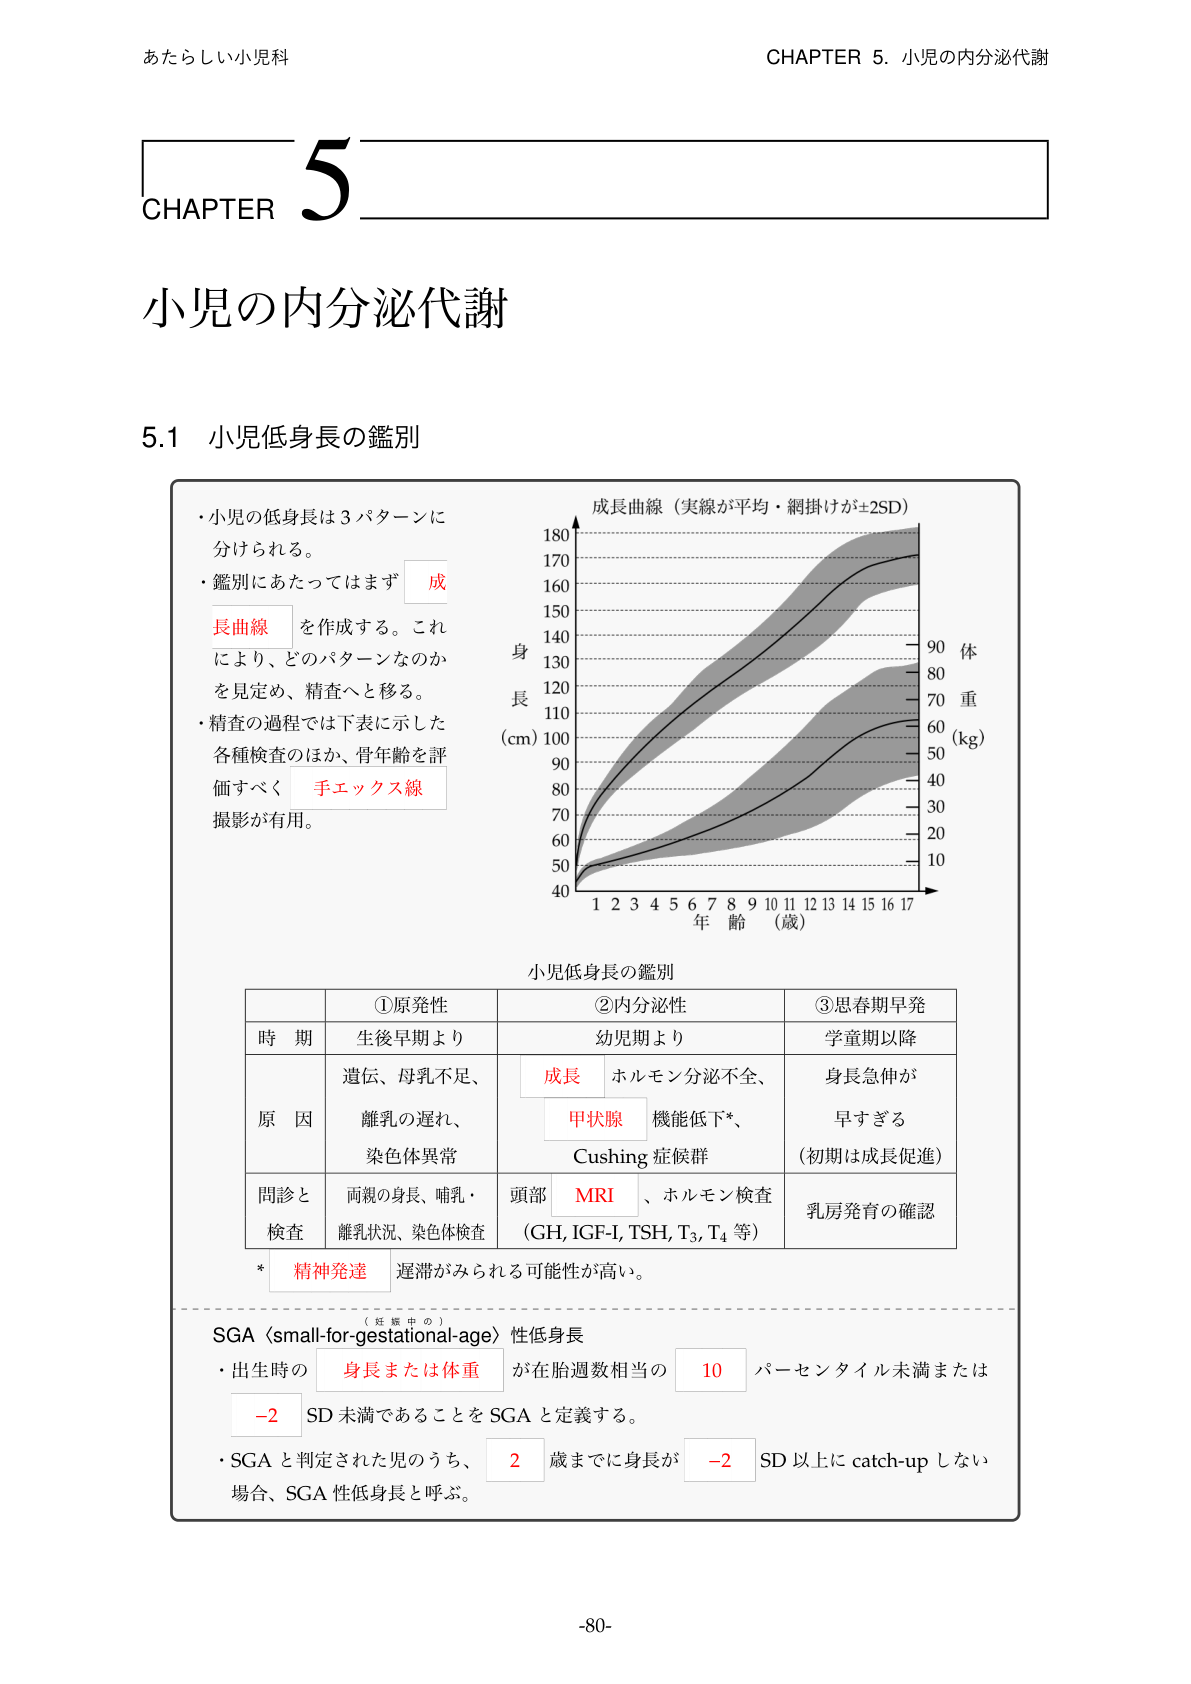 あたらしい小児科
CHAPTER 5. 小児の内分泌代謝
CHAPTER 5
小児の内分泌代謝
5.1 小児低身長の鑑別
・小児の低身長は3パターンに
分けられる。
・鑑別にあたってはまず 成
長曲線 を作成する。これ
により、どのパターンなのか
を見定め、精査へと移る。
・精査の過程では下表に示した
各種検査のほか、骨年齢を評
価すべく 手エックス線
撮影が有用。
成長曲線（実線が平均・網掛けが±2SD）
180
170
160
150
140
130
120
110
100
90
80
70
60
50
40
身
長
(cm)
90
80
70
60
50
40
30
20
10
体
重
(kg)
1 2 3 4 5 6 7 8 9 10 11 12 13 14 15 16 17
年 齢 （歳）
小児低身長の鑑別
①原発性 ②内分泌性 ③思春期早発
時 期 生後早期より 幼児期より 学童期以降
原 因
遺伝、母乳不足、
離乳の遅れ、
染色体異常
成長 ホルモン分泌不全、
甲状腺 機能低下*、
Cushing 症候群
身長急伸が
早すぎる
（初期は成長促進）
問診と
検査
両親の身長、哺乳・
離乳状況、染色体検査
頭部 MRI 、ホルモン検査
（GH, IGF-I, TSH, T₃, T₄ 等）
乳房発育の確認
* 精神発達 遅滞がみられる可能性が高い。
（妊娠中の）
SGA〈small-for-gestational-age〉性低身長
・出生時の 身長または体重 が在胎週数相当の 10 パーセンタイル未満または
−2 SD 未満であることを SGA と定義する。
・SGA と判定された児のうち、 2 歳までに身長が −2 SD 以上に catch-up しない
場合、SGA 性低身長と呼ぶ。
-80-